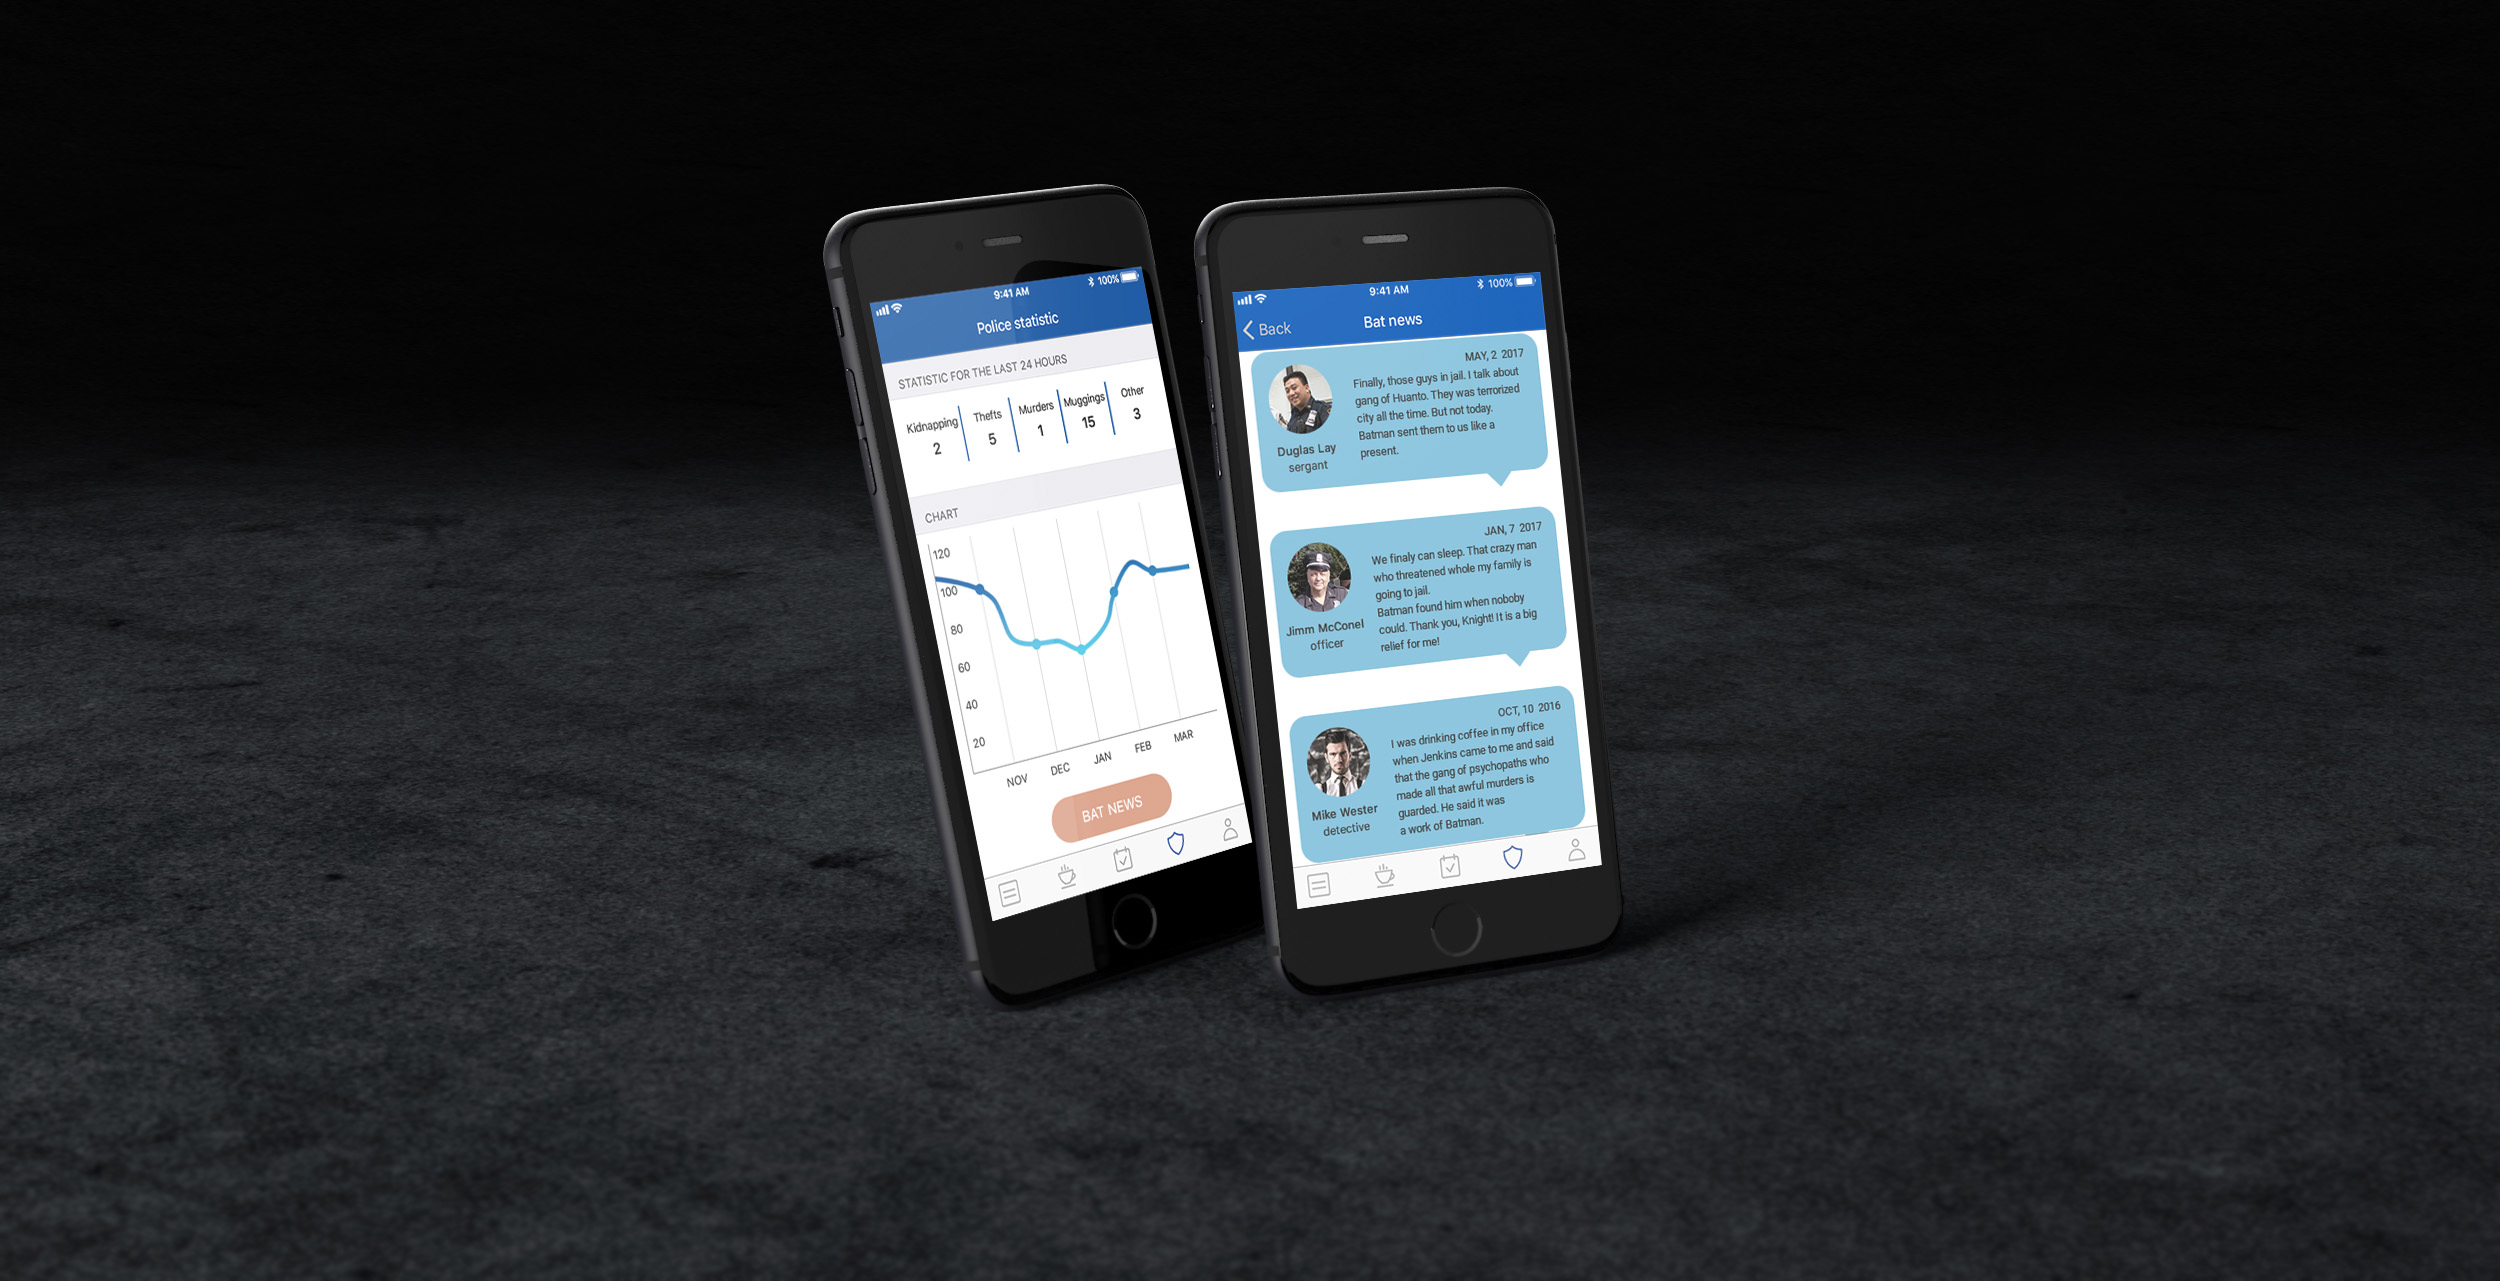 9:41 AM
100%
Police statistic
STATISTIC FOR THE LAST 24 HOURS
Kidnapping
2
Thefts
5
Murders
1
Muggings
15
Other
3
CHART
120
100
80
60
40
20
NOV
DEC
JAN
FEB
MAR
BAT NEWS
9:41 AM
100%
Back
Bat news
MAY, 2 2017
Finally, those guys in jail. I talk about
gang of Huanto. They was terrorized
city all the time. But not today.
Batman sent them to us like a
present.
Duglas Lay
sergant
JAN, 7 2017
We finaly can sleep. That crazy man
who threatened whole my family is
going to jail.
Batman found him when noboby
could. Thank you, Knight! It is a big
relief for me!
Jimm McConel
officer
OCT, 10 2016
I was drinking coffee in my office
when Jenkins came to me and said
that the gang of psychopaths who
made all that awful murders is
guarded. He said it was
a work of Batman.
Mike Wester
detective